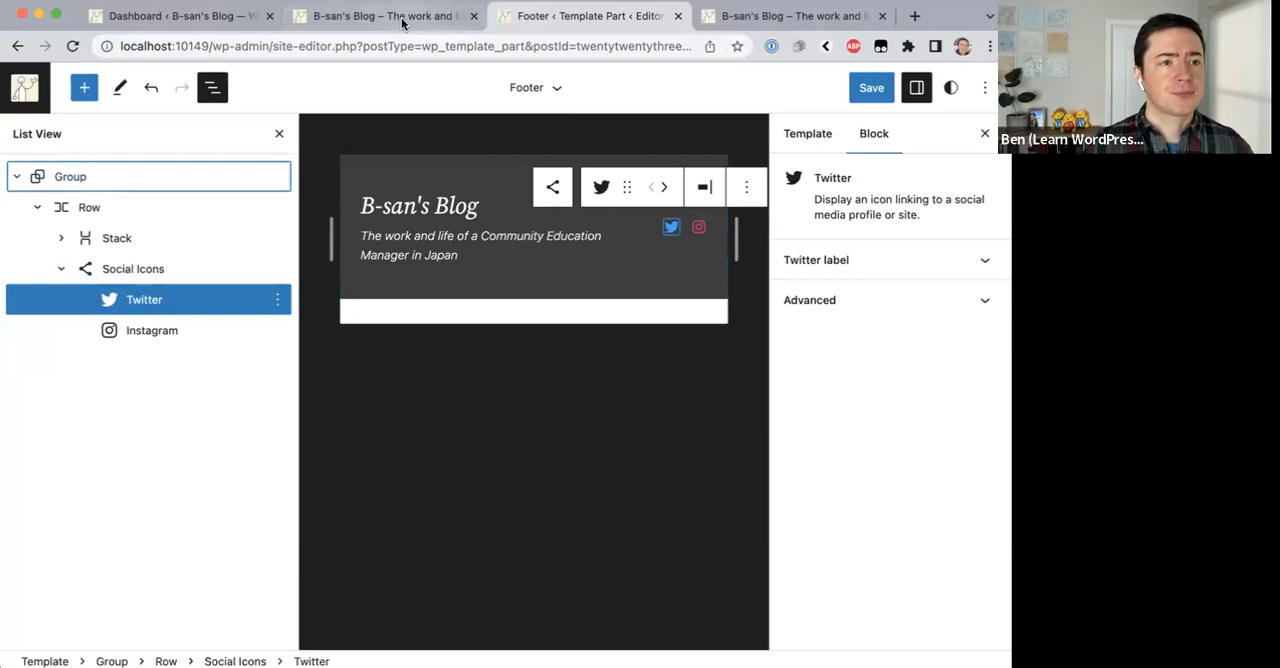 Dashboard ‹ B-san's Blog — W
B-san's Blog – The work and li
Footer ‹ Template Part ‹ Editor
B-san's Blog – The work and li
localhost:10149/wp-admin/site-editor.php?postType=wp_template_part&postId=twentytwentythree...
ABP
Footer
Save
Ben (Learn WordPres...
List View
Template
Block
Group
Row
Stack
Social Icons
Twitter
Instagram
B-san's Blog
The work and life of a Community Education
Manager in Japan
Twitter
Display an icon linking to a social
media profile or site.
Twitter label
Advanced
Template > Group > Row > Social Icons > Twitter